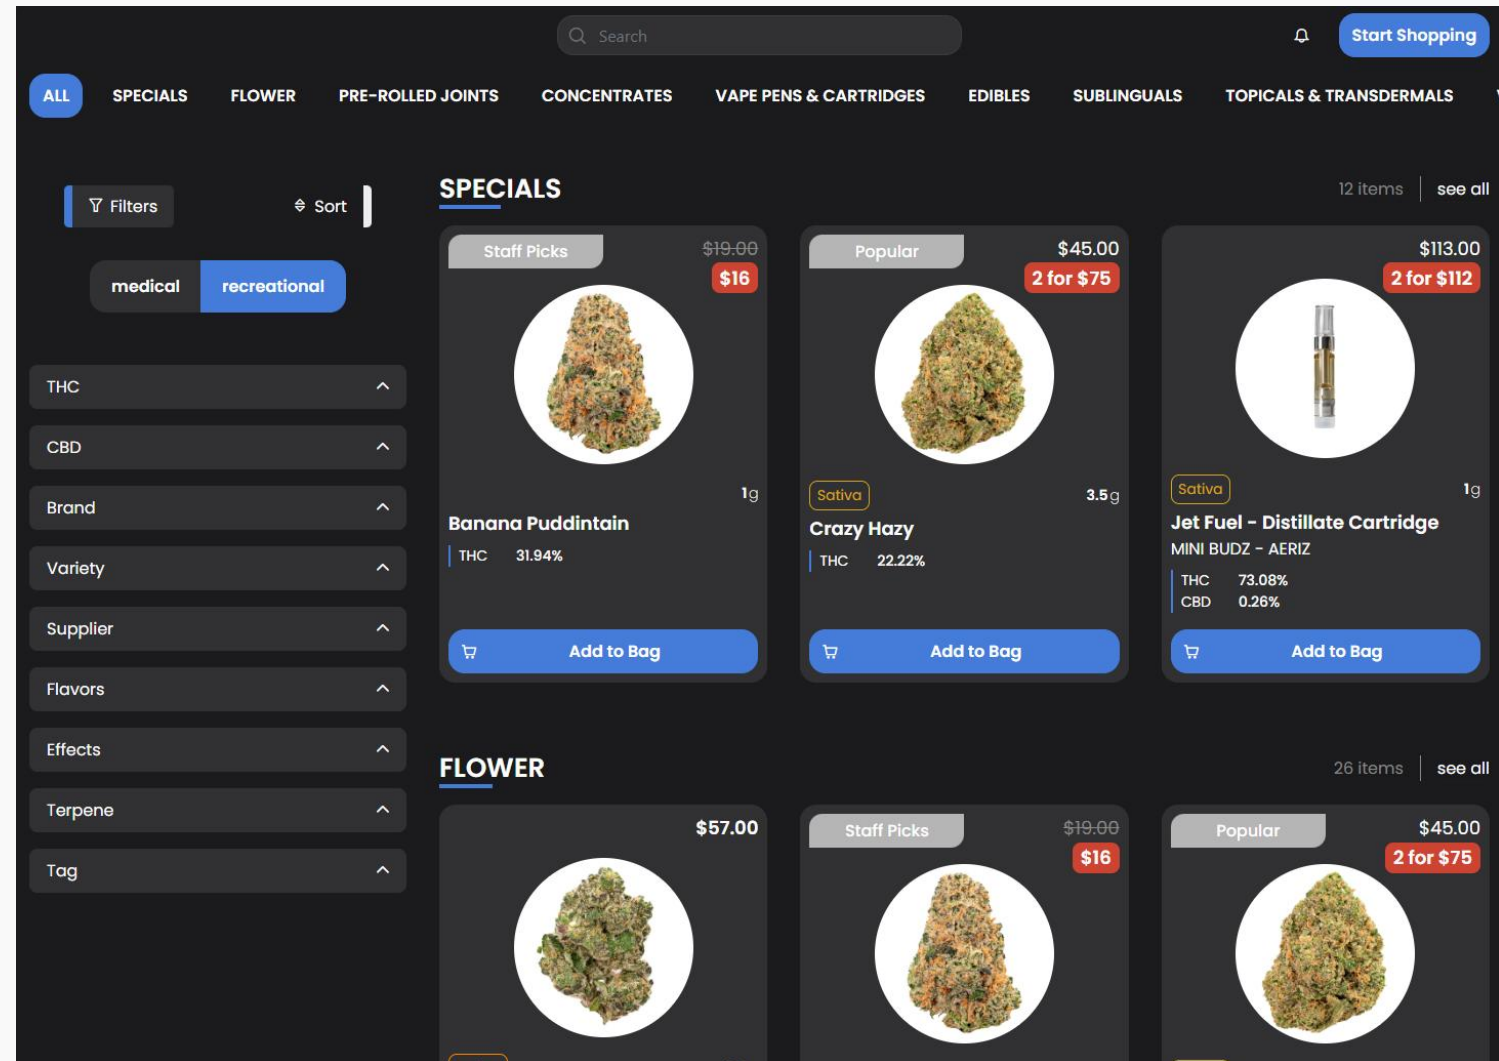 Search
Start Shopping
ALL SPECIALS FLOWER PRE-ROLLED JOINTS CONCENTRATES VAPE PENS & CARTRIDGES EDIBLES SUBLINGUALS TOPICALS & TRANSDERMALS
Filters
Sort
medical recreational
THC
CBD
Brand
Variety
Supplier
Flavors
Effects
Terpene
Tag
SPECIALS
12 items see all
Staff Picks
$19.00
$16
1g
Banana Puddintain
THC 31.94%
Add to Bag
Popular
$45.00
2 for $75
Sativa
3.5g
Crazy Hazy
THC 22.22%
Add to Bag
$113.00
2 for $112
Sativa
1g
Jet Fuel - Distillate Cartridge
MINI BUDZ - AERIZ
THC 73.08%
CBD 0.26%
Add to Bag
FLOWER
26 items see all
$57.00
Staff Picks
$19.00
$16
Popular
$45.00
2 for $75